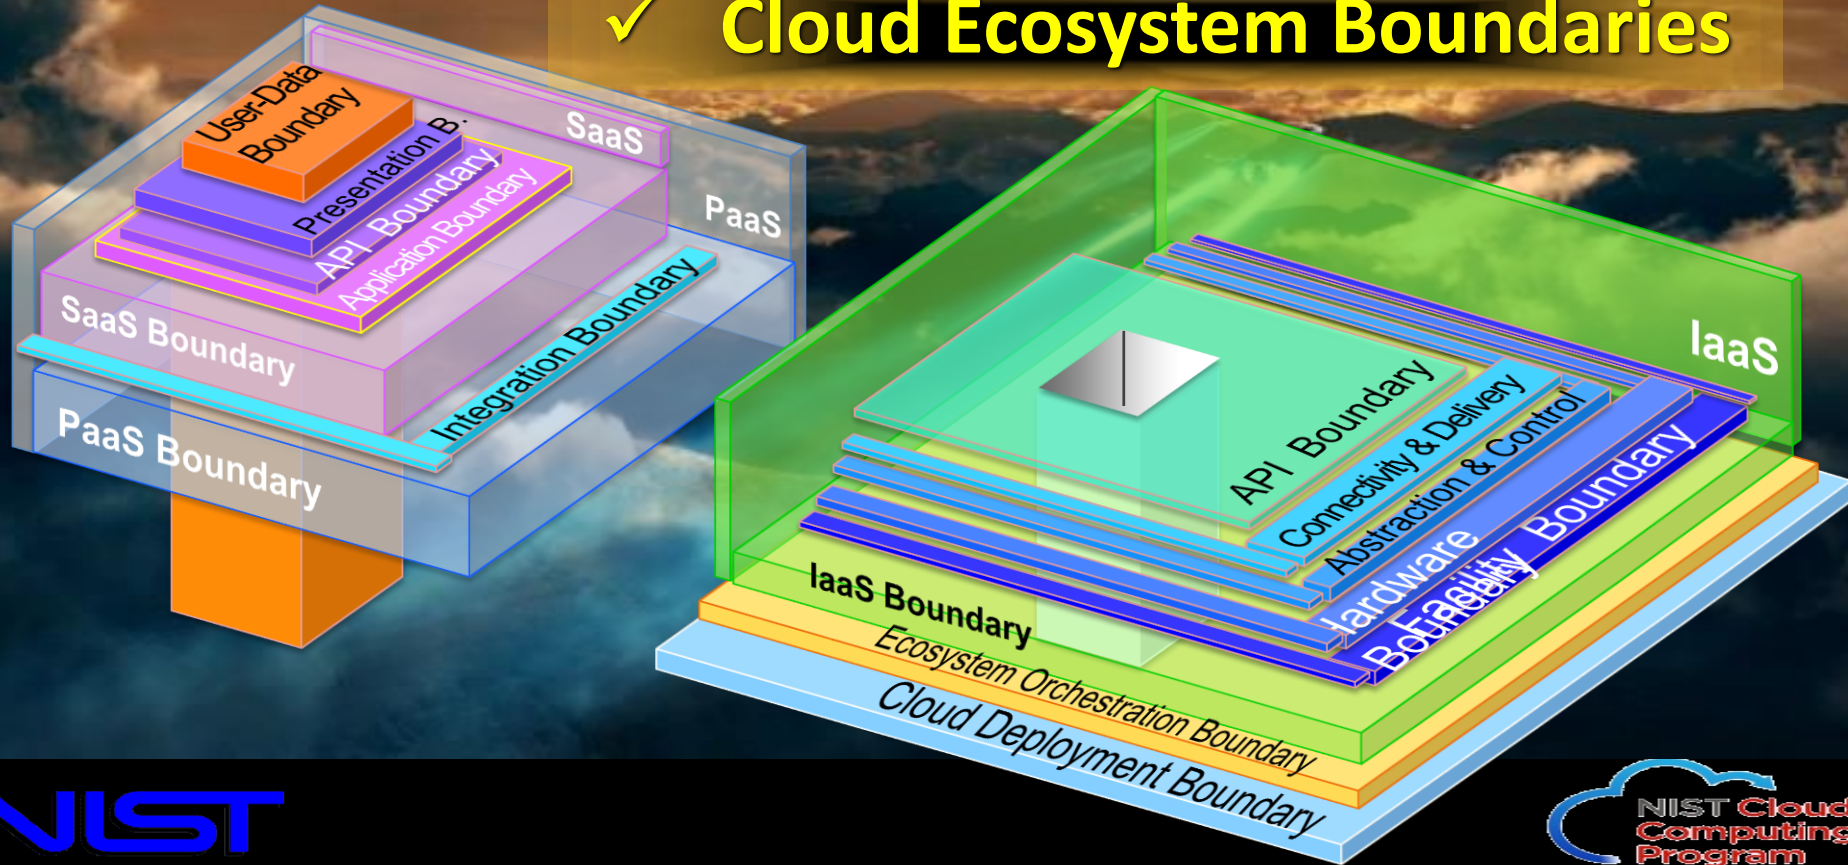 ✓ Cloud Ecosystem Boundaries
User-Data
Boundary
Presentation B.
API Boundary
Application Boundary
SaaS
PaaS
SaaS Boundary
Integration Boundary
PaaS Boundary
IaaS
API Boundary
Connectivity & Delivery
Abstraction & Control
Hardware
Boundary
Facility Boundary
IaaS Boundary
Ecosystem Orchestration Boundary
Cloud Deployment Boundary
NIST
NIST Cloud
Computing
Program